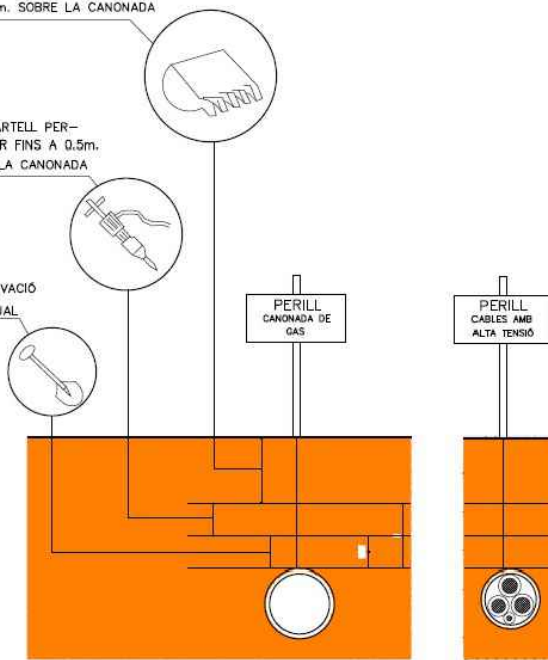 m. SOBRE LA CANONADA
ARTELL PER-
R FINS A 0.5m.
LA CANONADA
VACIÓ
UAL
PERILL
CANONADA DE
GAS
PERILL
CABLES AMB
ALTA TENSIÓ